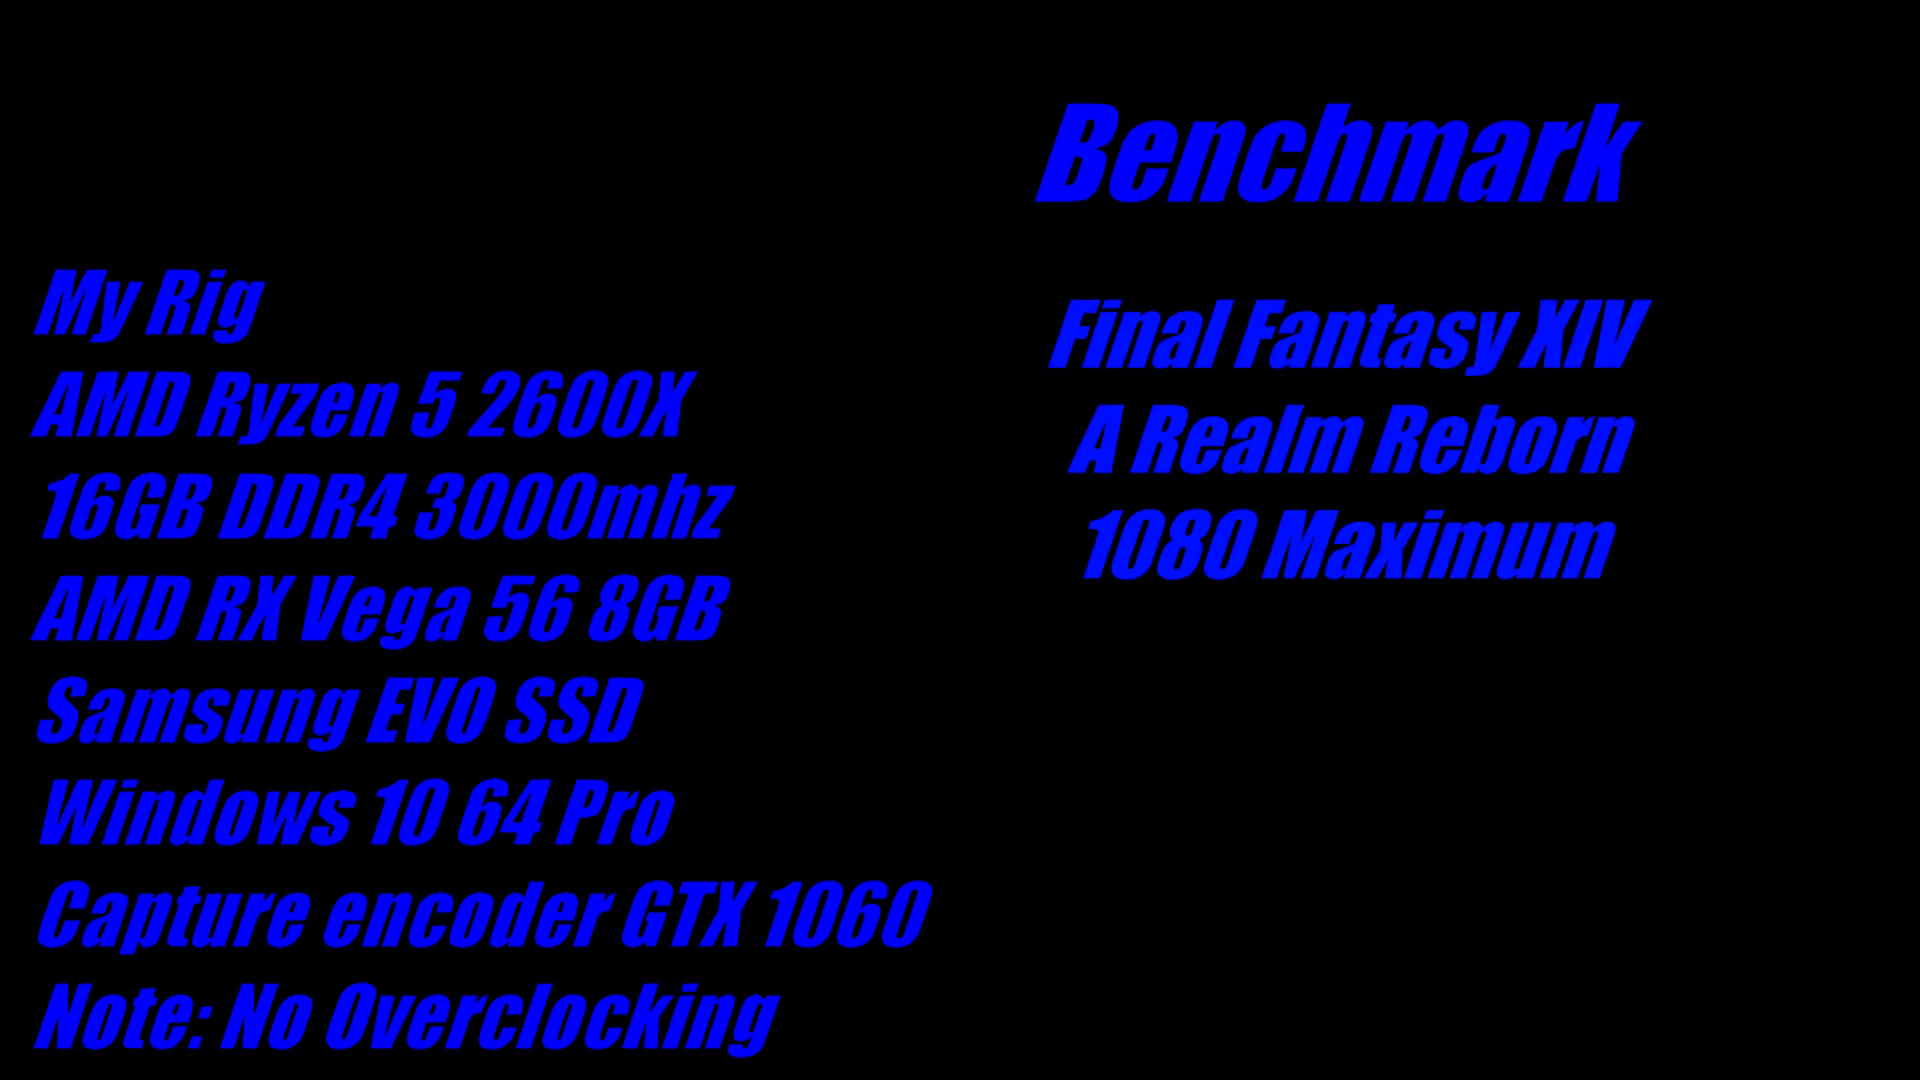 Benchmark
My Rig
AMD Ryzen 5 2600X
16GB DDR4 3000mhz
AMD RX Vega 56 8GB
Samsung EVO SSD
Windows 10 64 Pro
Capture encoder GTX 1060
Note: No Overclocking
Final Fantasy XIV
A Realm Reborn
1080 Maximum